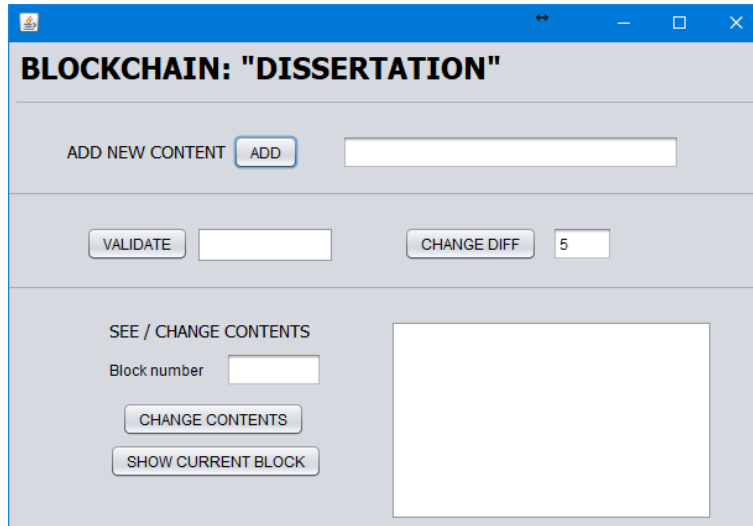 BLOCKCHAIN: "DISSERTATION"
ADD NEW CONTENT ADD
VALIDATE CHANGE DIFF 5
SEE / CHANGE CONTENTS
Block number
CHANGE CONTENTS
SHOW CURRENT BLOCK